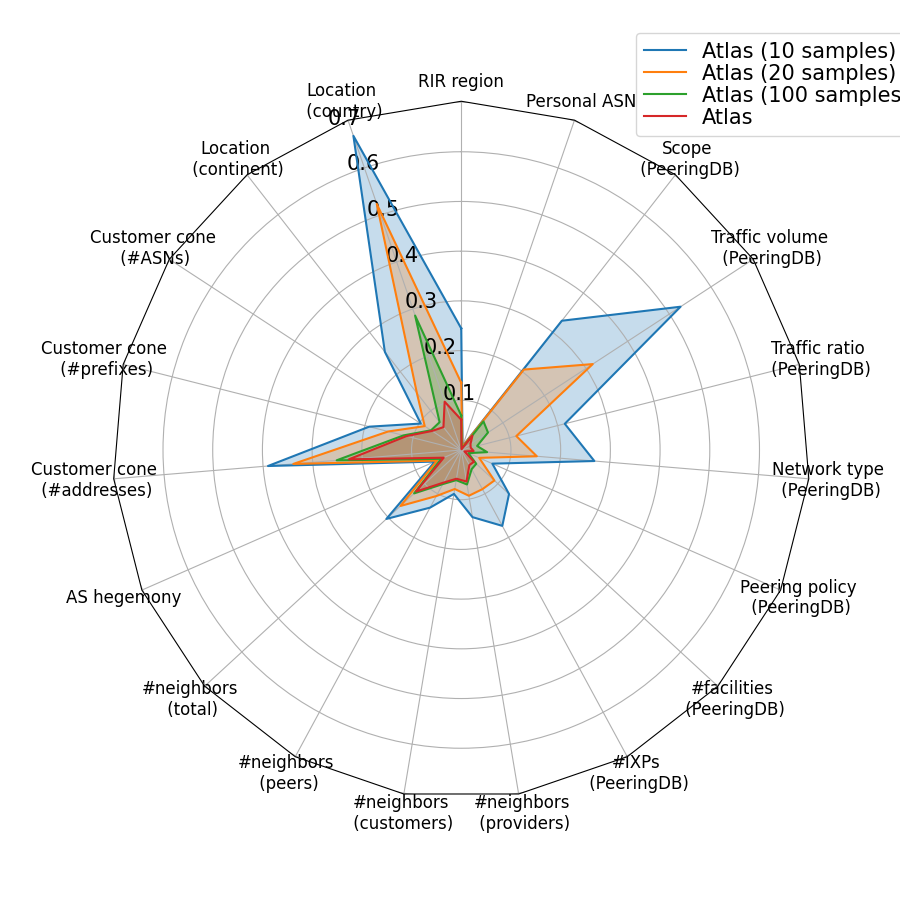 Atlas (10 samples)
Atlas (20 samples)
Atlas (100 samples
Atlas
RIR region
Personal ASN
Scope
(PeeringDB)
Traffic volume
(PeeringDB)
Traffic ratio
(PeeringDB)
Network type
(PeeringDB)
Peering policy
(PeeringDB)
#facilities
(PeeringDB)
#IXPs
(PeeringDB)
#neighbors
(providers)
#neighbors
(customers)
#neighbors
(peers)
#neighbors
(total)
AS hegemony
Customer cone
(#addresses)
Customer cone
(#prefixes)
Customer cone
(#ASNs)
Location
(continent)
Location
(country)
0.7
0.6
0.5
0.4
0.3
0.2
0.1